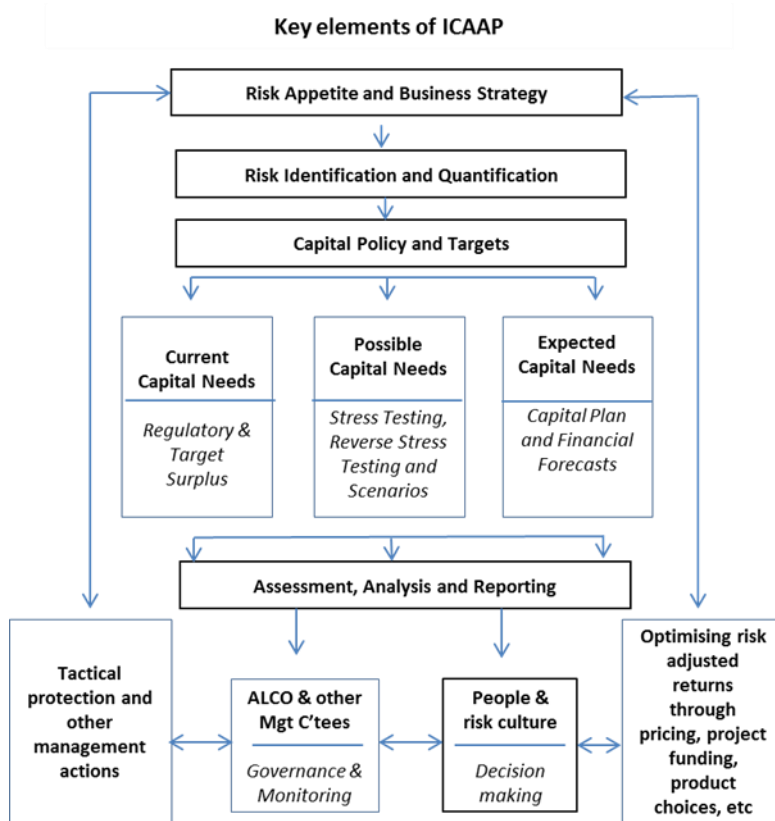 Key elements of ICAAP
Risk Appetite and Business Strategy
Risk Identification and Quantification
Capital Policy and Targets
Current
Capital Needs
Regulatory &
Target
Surplus
Possible
Capital Needs
Stress Testing,
Reverse Stress
Testing and
Scenarios
Expected
Capital Needs
Capital Plan
and Financial
Forecasts
Assessment, Analysis and Reporting
Tactical
protection and
other
management
actions
ALCO & other
Mgt C'tees
Governance &
Monitoring
People &
risk culture
Decision
making
Optimising risk
adjusted
returns
through
pricing, project
funding,
product
choices, etc